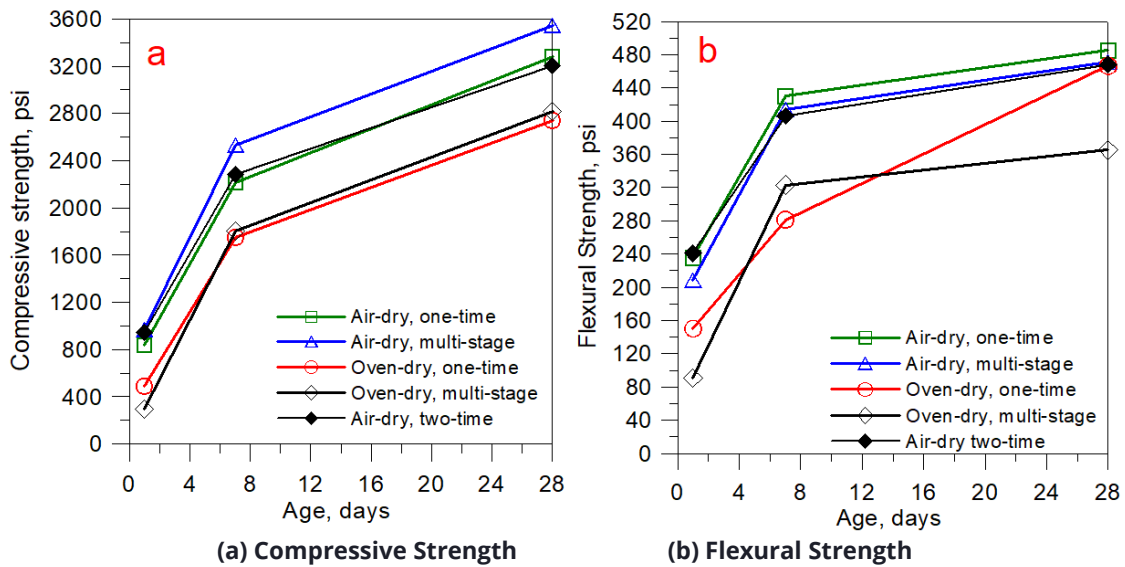 a
Compressive strength, psi
3600
3200
2800
2400
2000
1600
1200
800
400
0
Air-dry, one-time
Air-dry, multi-stage
Oven-dry, one-time
Oven-dry, multi-stage
Air-dry, two-time
0 4 8 12 16 20 24 28
Age, days
(a) Compressive Strength
b
Flexural Strength, psi
520
480
440
400
360
320
280
240
200
160
120
80
40
0
Air-dry, one-time
Air-dry, multi-stage
Oven-dry, one-time
Oven-dry, multi-stage
Air-dry two-time
0 4 8 12 16 20 24 28
Age, days
(b) Flexural Strength